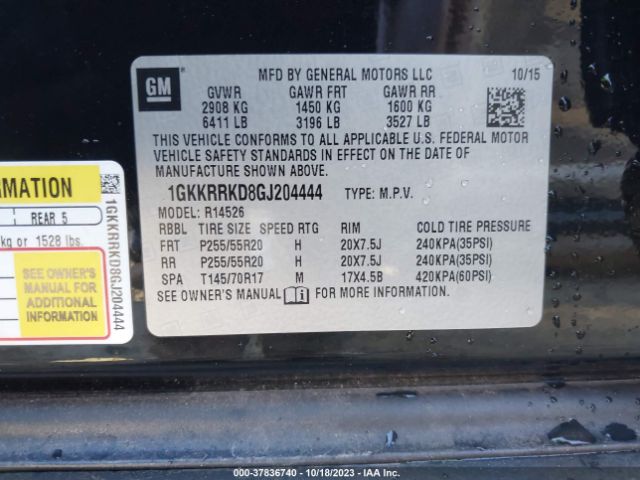 GM
MFD BY GENERAL MOTORS LLC 10/15
GVWR GAWR FRT GAWR RR
2908 KG 1450 KG 1600 KG
6411 LB 3196 LB 3527 LB
THIS VEHICLE CONFORMS TO ALL APPLICABLE U.S. FEDERAL MOTOR
VEHICLE SAFETY STANDARDS IN EFFECT ON THE DATE OF
MANUFACTURE SHOWN ABOVE.
1GKKRRKD8GJ204444 TYPE: M.P.V.
MODEL: R14526
RBBL TIRE SIZE SPEED RTG RIM COLD TIRE PRESSURE
FRT P255/55R20 H 20X7.5J 240KPA(35PSI)
RR P255/55R20 H 20X7.5J 240KPA(35PSI)
SPA T145/70R17 M 17X4.5B 420KPA(60PSI)
SEE OWNER'S MANUAL i FOR MORE INFORMATION.
RMATION
REAR 5
kg or 1528 lbs.
SEE OWNER'S
MANUAL FOR
ADDITIONAL
INFORMATION
1GKKRRKD8GJ204444
00-37836740 - 10/18/2023 - IAA Inc.